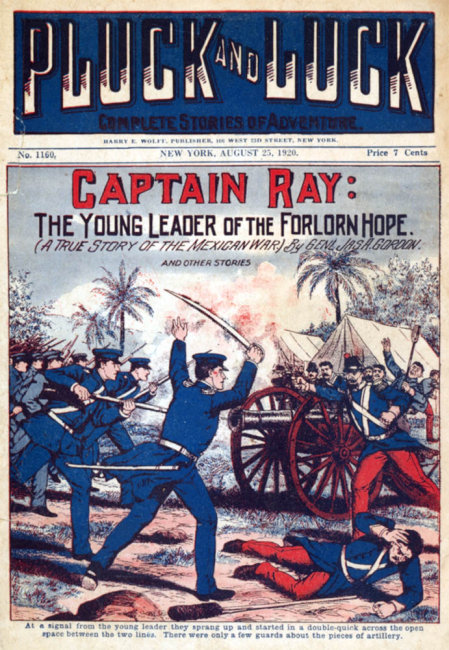 PLUCK AND LUCK
COMPLETE STORIES OF ADVENTURE.
HARRY E. WOLFF, PUBLISHER, 166 WEST 23D STREET, NEW YORK.
No. 1160. NEW YORK, AUGUST 25, 1920. Price 7 Cents
CAPTAIN RAY:
THE YOUNG LEADER OF THE FORLORN HOPE.
(A TRUE STORY OF THE MEXICAN WAR) By GENL. JAS. A. GORDON.
AND OTHER STORIES
At a signal from the young leader they sprang up and started in a double-quick across the open
space between the two lines. There were only a few guards about the pieces of artillery.